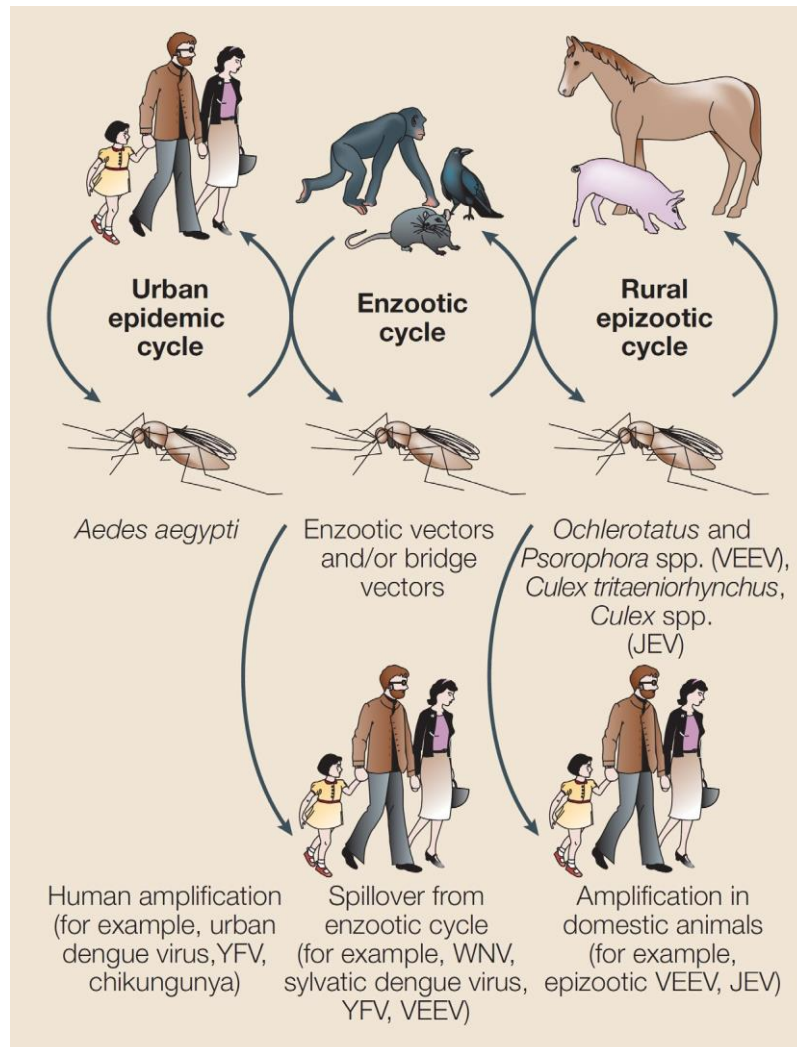 Urban
epidemic
cycle
Enzootic
cycle
Rural
epizootic
cycle
Aedes aegypti
Enzootic vectors
and/or bridge
vectors
Ochlerotatus and
Psorophora spp. (VEEV),
Culex tritaeniorhynchus,
Culex spp.
(JEV)
Human amplification
(for example, urban
dengue virus, YFV,
chikungunya)
Spillover from
enzootic cycle
(for example, WNV,
sylvatic dengue virus,
YFV, VEEV)
Amplification in
domestic animals
(for example,
epizootic VEEV, JEV)